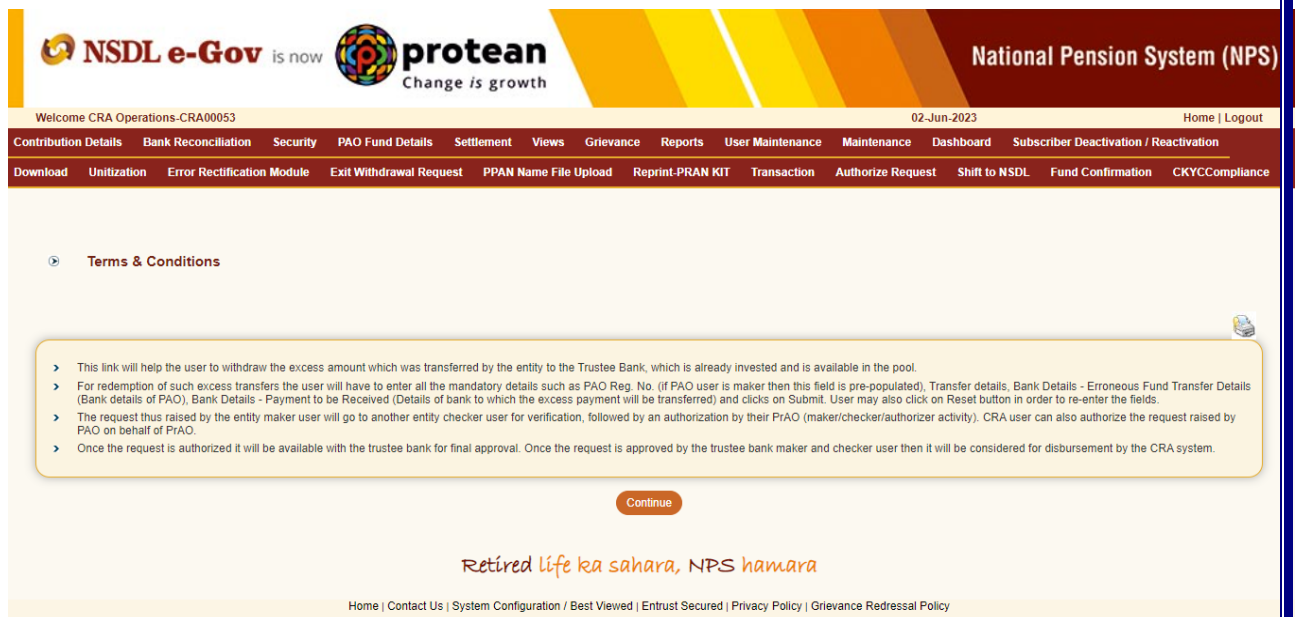 NSDL e-Gov is now protean
Change is growth
National Pension System (NPS)
Welcome CRA Operations-CRA00053 02-Jun-2023 Home | Logout
Contribution Details Bank Reconciliation Security PAO Fund Details Settlement Views Grievance Reports User Maintenance Maintenance Dashboard Subscriber Deactivation / Reactivation
Download Unitization Error Rectification Module Exit Withdrawal Request PPAN Name File Upload Reprint-PRAN KIT Transaction Authorize Request Shift to NSDL Fund Confirmation CKYCCompliance
Terms & Conditions
This link will help the user to withdraw the excess amount which was transferred by the entity to the Trustee Bank, which is already invested and is available in the pool.
For redemption of such excess transfers the user will have to enter all the mandatory details such as PAO Reg. No. (if PAO user is maker then this field is pre-populated), Transfer details, Bank Details - Erroneous Fund Transfer Details
(Bank details of PAO), Bank Details - Payment to be Received (Details of bank to which the excess payment will be transferred) and clicks on Submit. User may also click on Reset button in order to re-enter the fields.
The request thus raised by the entity maker user will go to another entity checker user for verification, followed by an authorization by their PrAO (maker/checker/authorizer activity). CRA user can also authorize the request raised by
PAO on behalf of PrAO.
Once the request is authorized it will be available with the trustee bank for final approval. Once the request is approved by the trustee bank maker and checker user then it will be considered for disbursement by the CRA system.
Continue
Retired life ka sahara, NPS hamara
Home | Contact Us | System Configuration / Best Viewed | Entrust Secured | Privacy Policy | Grievance Redressal Policy